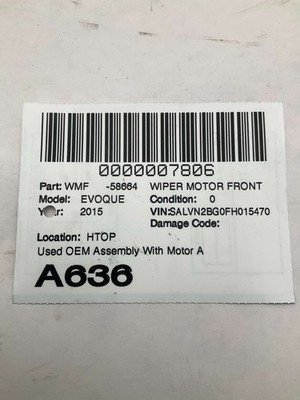 0000007806
Part: WMF -58664 WIPER MOTOR FRONT
Model: EVOQUE Condition: 0
Year: 2015 VIN:SALVN2BG0FH015470
Damage Code:
Location: HTOP
Used OEM Assembly With Motor A
A636